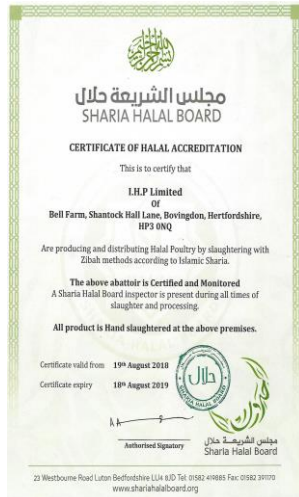 مجلس الشريعة حلال
SHARIA HALAL BOARD
CERTIFICATE OF HALAL ACCREDITATION
This is to certify that
I.H.P Limited
Of
Bell Farm, Shantock Hall Lane, Bovingdon, Hertfordshire,
HP3 0NQ
Are producing and distributing Halal Poultry by slaughtering with
Zibah methods according to Islamic Sharia.
The above abattoir is Certified and Monitored
A Sharia Halal Board inspector is present during all times of
slaughter and processing.
All product is Hand slaughtered at the above premises.
Certificate valid from 19th August 2018
Certificate expiry 18th August 2019
حلال
SHARIA HALAL BOARD
Authorised Signatory
مجلس الشريعة حلال
Sharia Halal Board
23 Westbourne Road Luton Bedfordshire LU4 8JD Tel: 01582 419885 Fax: 01582 391170
www.shariahalalboard.org